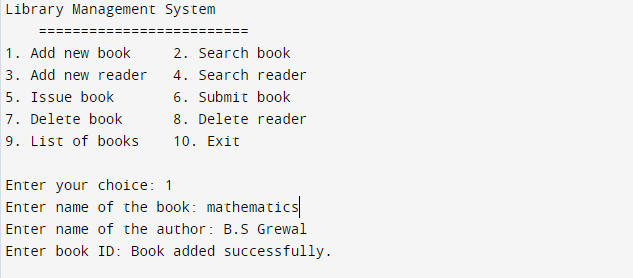 Library Management System
=========================
1. Add new book     2. Search book
3. Add new reader   4. Search reader
5. Issue book       6. Submit book
7. Delete book      8. Delete reader
9. List of books    10. Exit
Enter your choice: 1
Enter name of the book: mathematics
Enter name of the author: B.S Grewal
Enter book ID: Book added successfully.